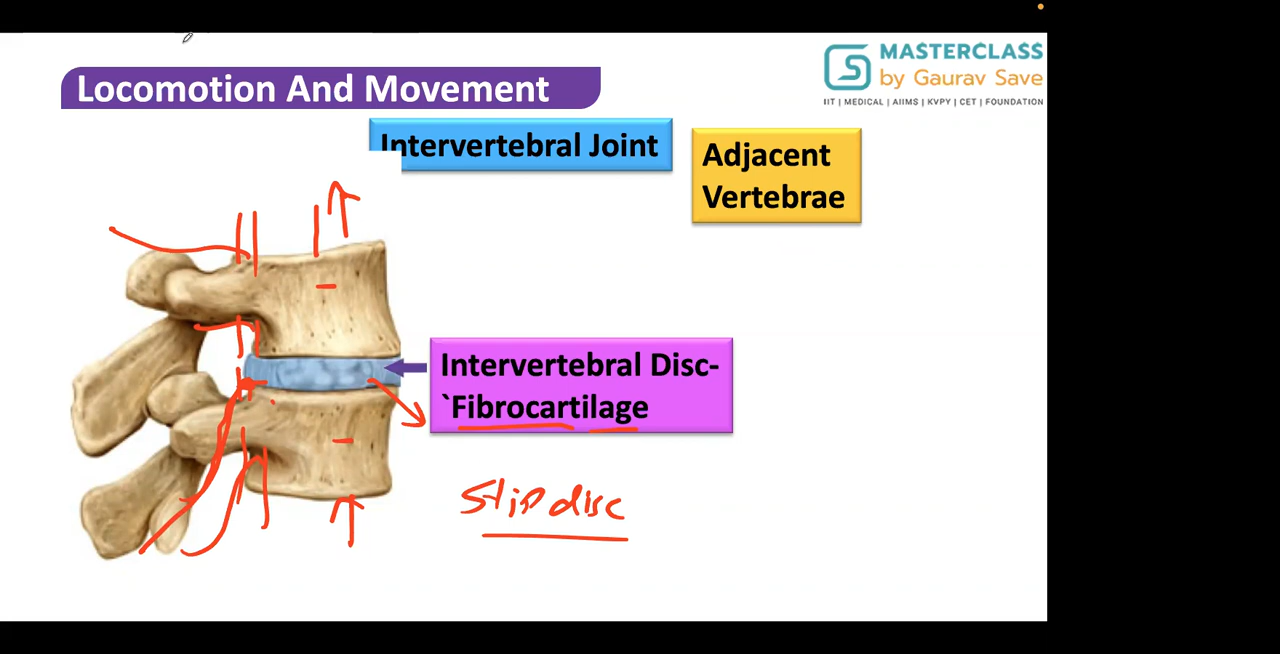 MASTERCLASS
by Gaurav Save
IIT | MEDICAL | AIIMS | KVPY | CET | FOUNDATION
Locomotion And Movement
Intervertebral Joint
Adjacent
Vertebrae
Intervertebral Disc-
`Fibrocartilage
Slip disc